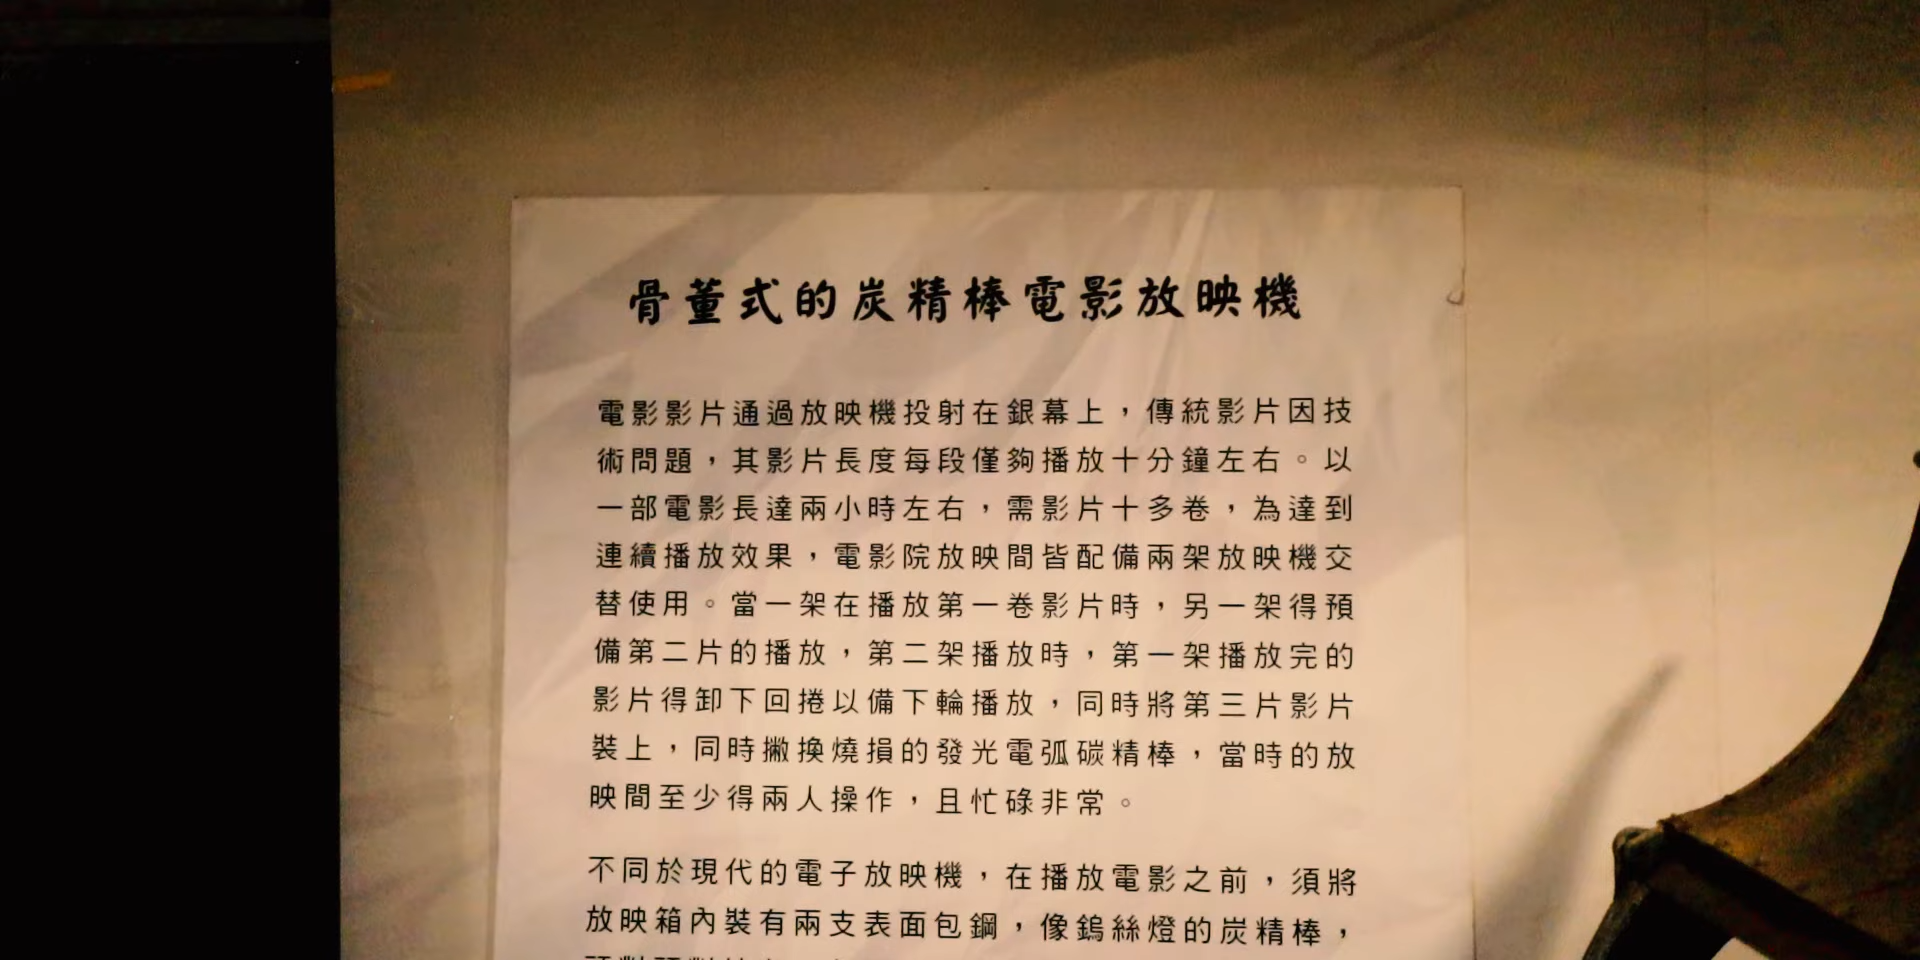 骨董式的炭精棒電影放映機
電影影片通過放映機投射在銀幕上，傳統影片因技
術問題，其影片長度每段僅夠播放十分鐘左右。以
一部電影長達兩小時左右，需影片十多卷，為達到
連續播放效果，電影院放映間皆配備兩架放映機交
替使用。當一架在播放第一卷影片時，另一架得預
備第二片的播放，第二架播放時，第一架播放完的
影片得卸下回捲以備下輪播放，同時將第三片影片
裝上，同時撇換燒損的發光電弧碳精棒，當時的放
映間至少得兩人操作，且忙碌非常。
不同於現代的電子放映機，在播放電影之前，須將
放映箱內裝有兩支表面包鋼，像鎢絲燈的炭精棒，